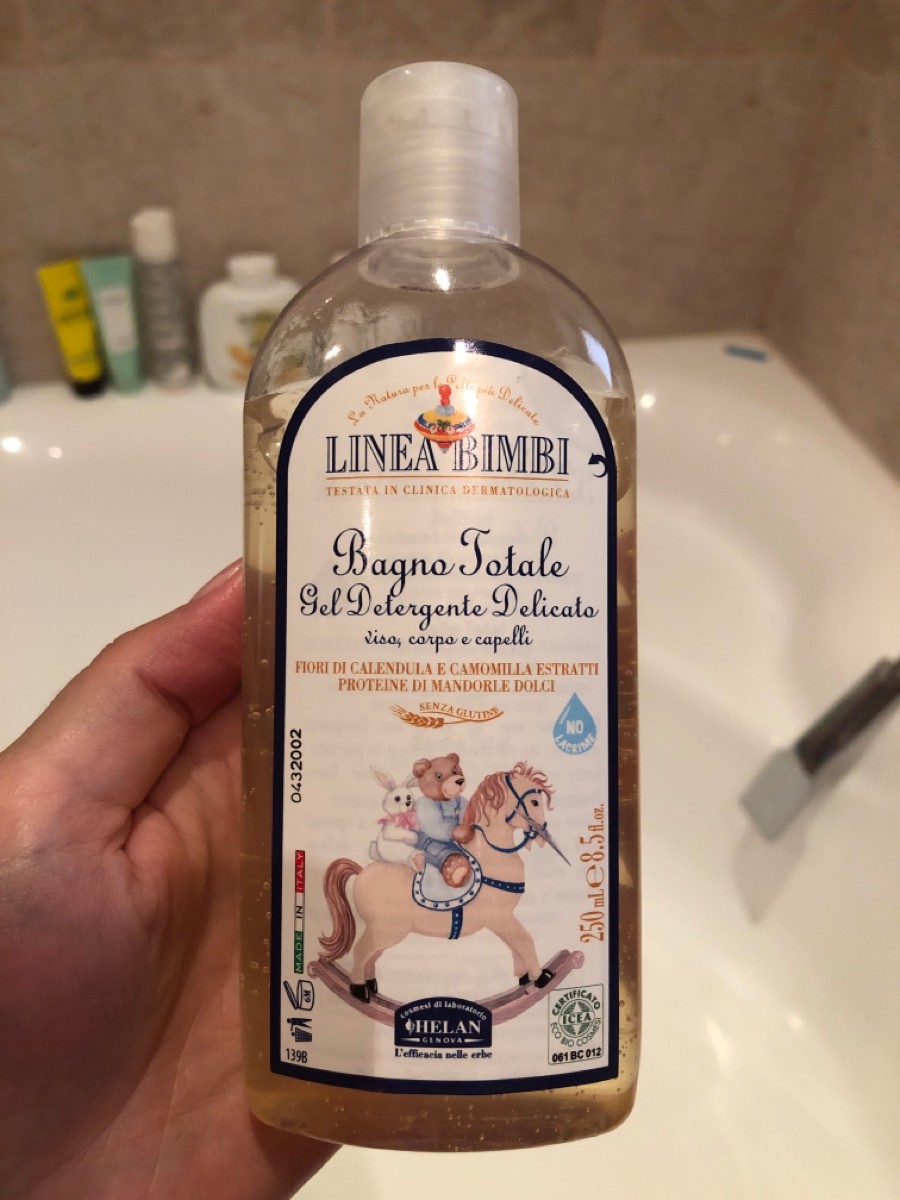 La Natura per la Pelle più Delicate
LINEA BIMBI
TESTATA IN CLINICA DERMATOLOGICA
Bagno Totale
Gel Detergente Delicato
viso, corpo e capelli
FIORI DI CALENDULA E CAMOMILLA ESTRATTI
PROTEINE DI MANDORLE DOLCI
SENZA GLUTINE
NO
LACRIME
0432002
MADE IN ITALY
250 mL e 8.5 fl.oz.
6M
139B
cosmesi di laboratorio
HELAN
GENOVA
L'efficacia nelle erbe
CERTIFICATO
ICEA
ECO BIO COSMESI
061 BC 012